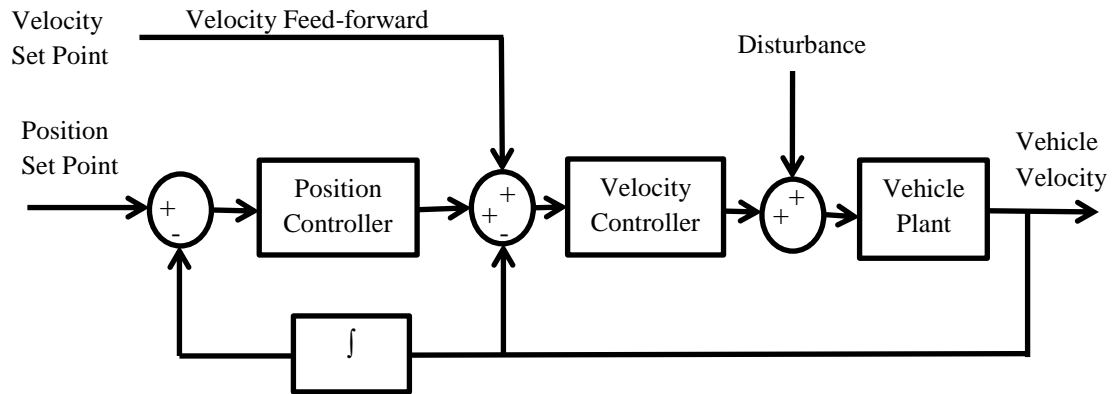 Velocity
Set Point
Velocity Feed-forward
Disturbance
Position
Set Point
Vehicle
Velocity
+
-
Position
Controller
+
+
-
Velocity
Controller
+
+
Vehicle
Plant
∫